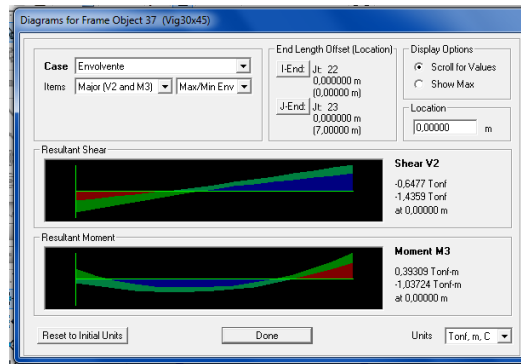 Diagrams for Frame Object 37 (Vig30x45)
Case Envolvente
Items Major (V2 and M3) Max/Min Env
End Length Offset (Location)
I-End: Jt: 22
0,000000 m
(0,00000 m)
J-End: Jt: 23
0,000000 m
(7,00000 m)
Display Options
Scroll for Values
Show Max
Location
0,00000 m
Resultant Shear
Shear V2
-0,6477 Tonf
-1,4359 Tonf
at 0,00000 m
Resultant Moment
Moment M3
0,39309 Tonf-m
-1,03724 Tonf-m
at 0,00000 m
Reset to Initial Units
Done
Units Tonf, m, C